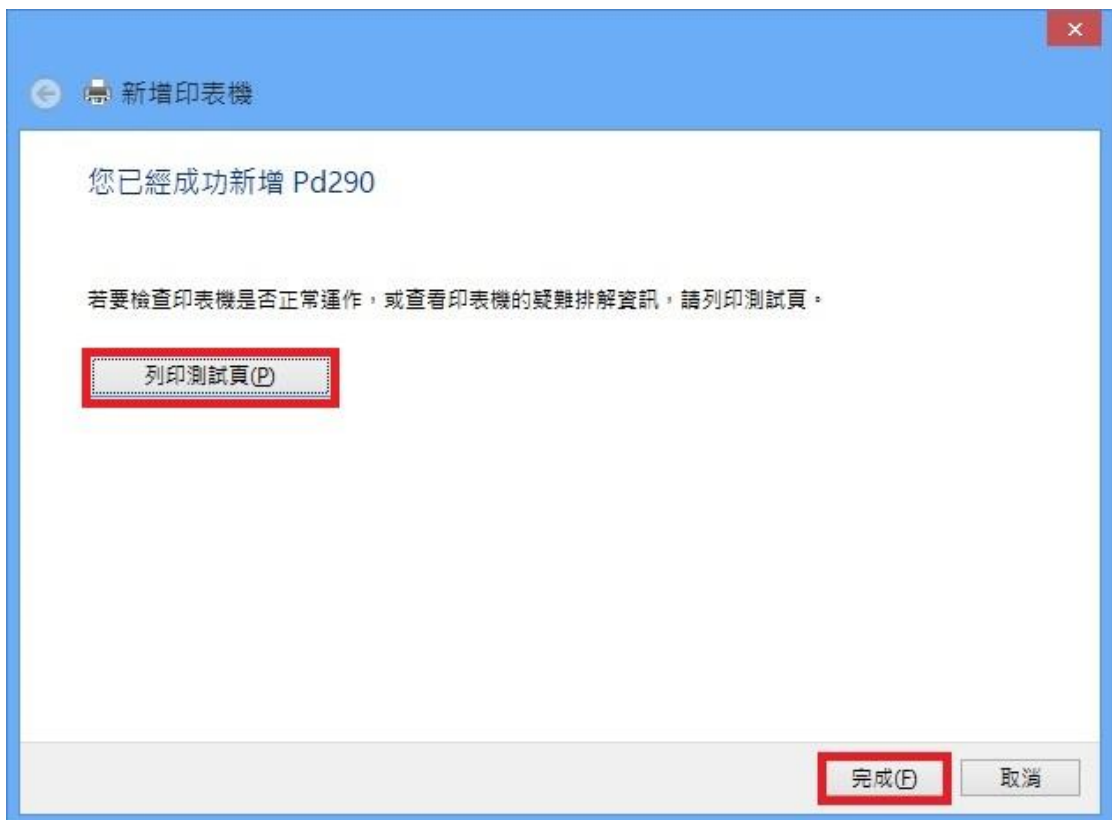 新增印表機
您已經成功新增 Pd290
若要檢查印表機是否正常運作，或查看印表機的疑難排解資訊，請列印測試頁。
列印測試頁(P)
完成(F) 取消